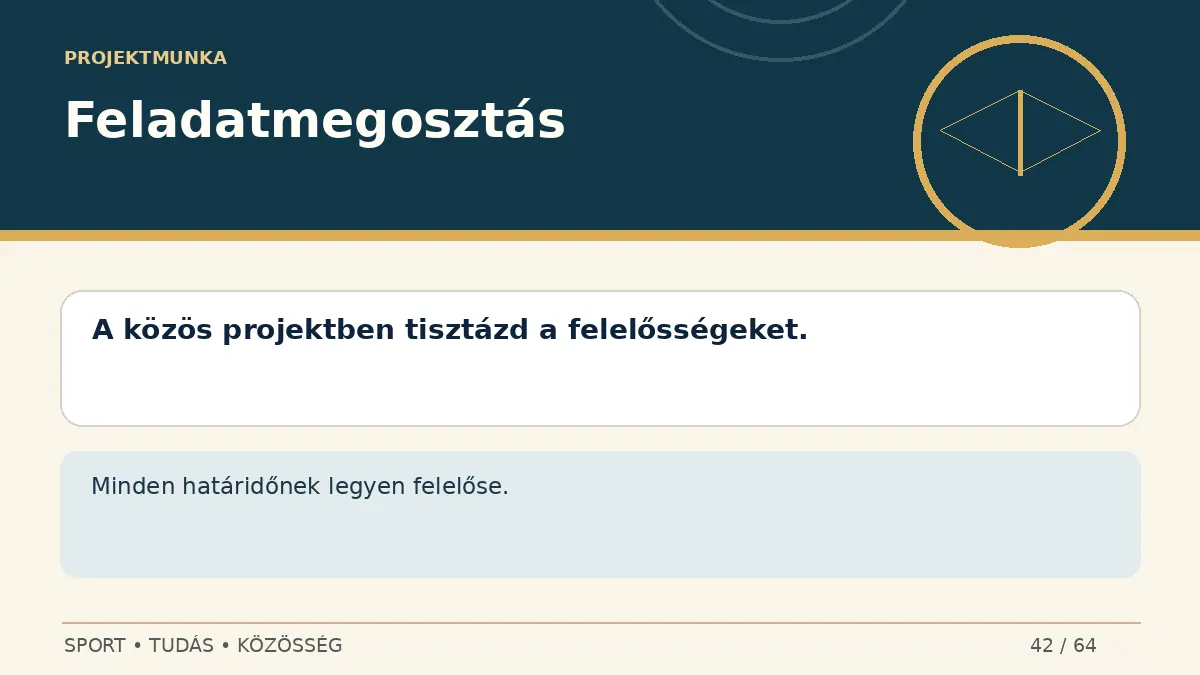 PROJEKTMUNKA
Feladatmegosztás
A közös projektben tisztázd a felelősségeket.
Minden határidőnek legyen felelőse.
SPORT • TUDÁS • KÖZÖSSÉG
42 / 64